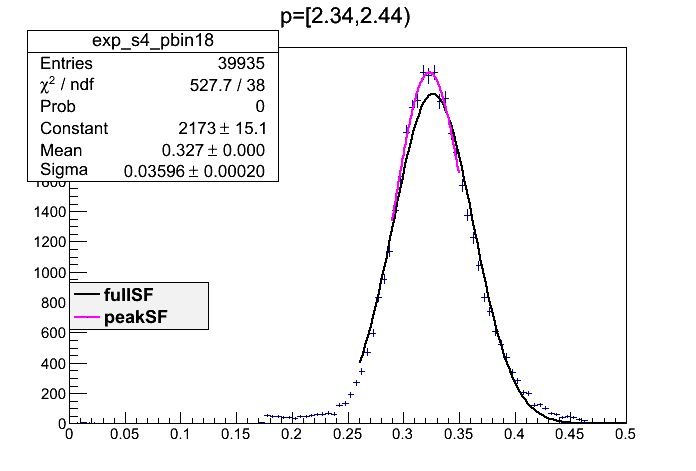 p=[2.34,2.44)
exp_s4_pbin18
Entries 39935
χ² / ndf 527.7 / 38
Prob 0
Constant 2173 ± 15.1
Mean 0.327 ± 0.000
Sigma 0.03596 ± 0.00020
1600
1400
1200
1000
800
fullSF
peakSF
600
400
200
0
0 0.05 0.1 0.15 0.2 0.25 0.3 0.35 0.4 0.45 0.5